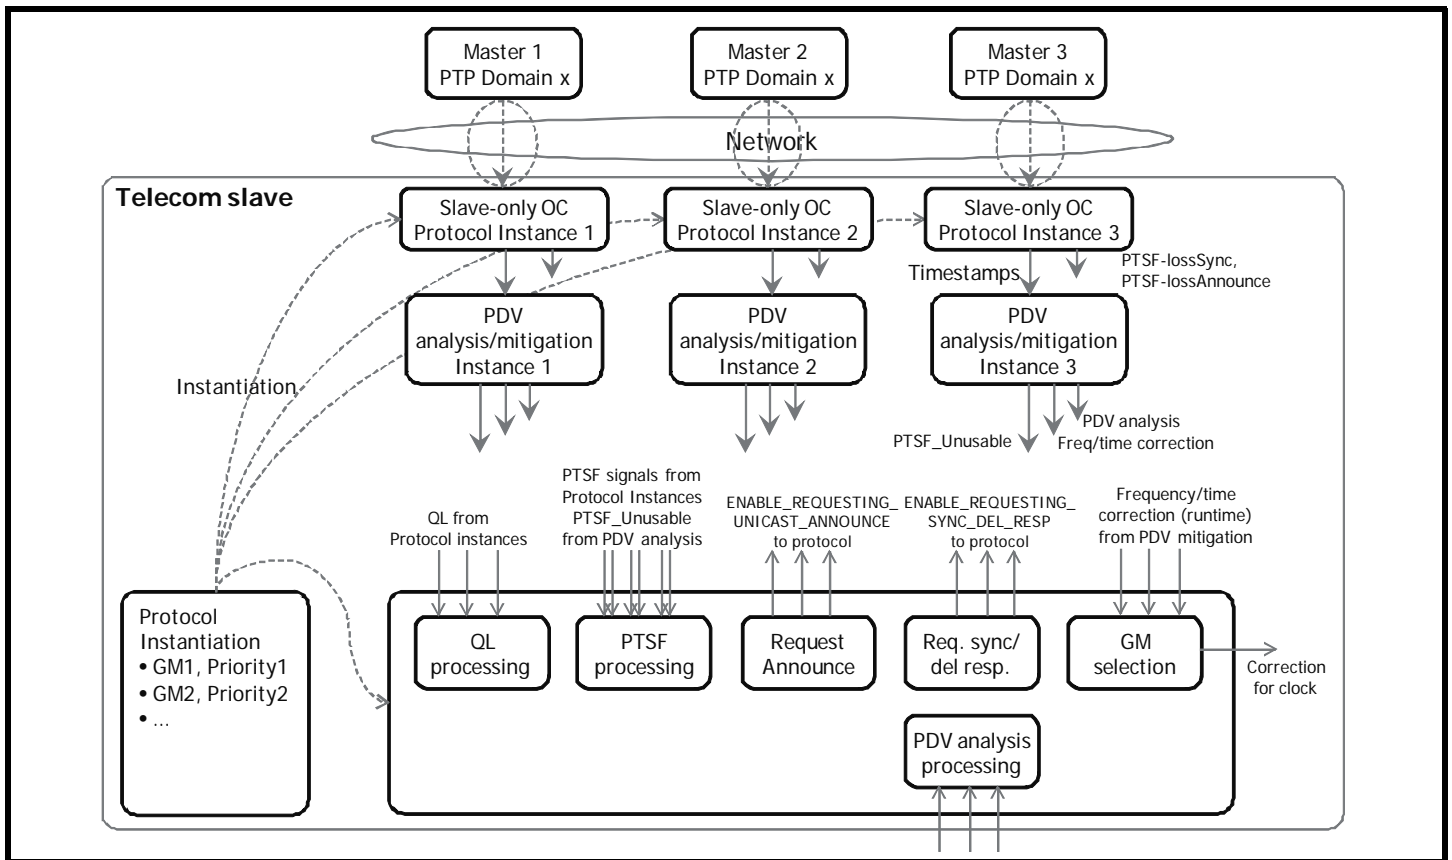 Master 1
PTP Domain x
Master 2
PTP Domain x
Master 3
PTP Domain x
Network
Telecom slave
Slave-only OC
Protocol Instance 1
Slave-only OC
Protocol Instance 2
Slave-only OC
Protocol Instance 3
Timestamps
PTSF-lossSync,
PTSF-lossAnnounce
PDV
analysis/mitigation
Instance 1
PDV
analysis/mitigation
Instance 2
PDV
analysis/mitigation
Instance 3
Instantiation
PTSF_Unusable
PDV analysis
Freq/time correction
QL from
Protocol instances
PTSF signals from
Protocol Instances
PTSF_Unusable
from PDV analysis
ENABLE_REQUESTING_
UNICAST_ANNOUNCE
to protocol
ENABLE_REQUESTING_
SYNC_DEL_RESP
to protocol
Frequency/time
correction (runtime)
from PDV mitigation
Protocol
Instantiation
• GM1, Priority1
• GM2, Priority2
• ...
QL
processing
PTSF
processing
Request
Announce
Req. sync/
del resp.
GM
selection
Correction
for clock
PDV analysis
processing